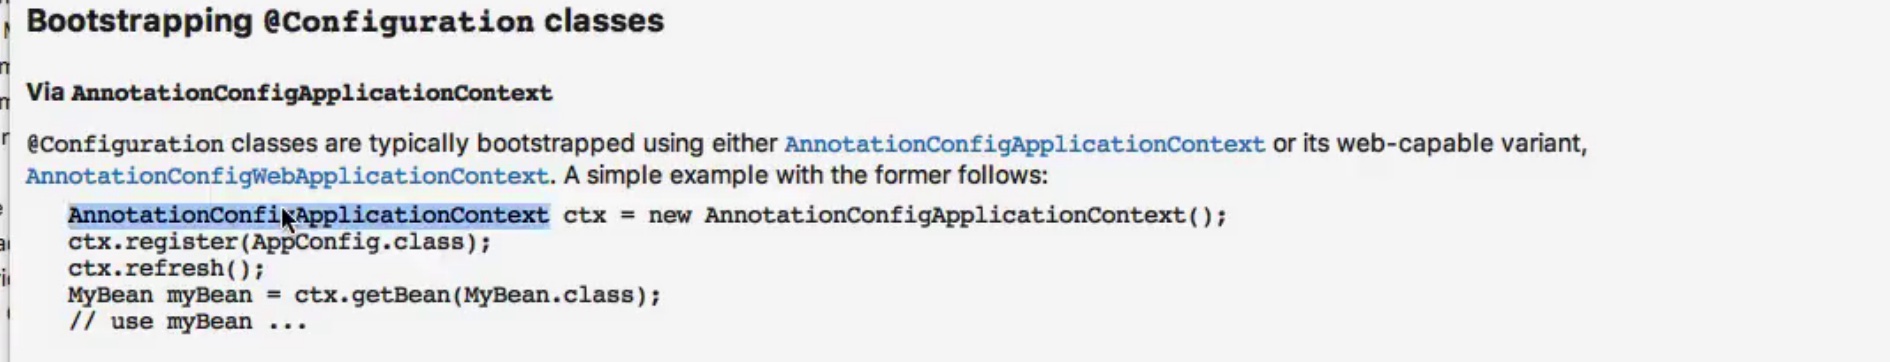 Bootstrapping @Configuration classes
Via AnnotationConfigApplicationContext
@Configuration classes are typically bootstrapped using either AnnotationConfigApplicationContext or its web-capable variant,
AnnotationConfigWebApplicationContext. A simple example with the former follows:
AnnotationConfigApplicationContext ctx = new AnnotationConfigApplicationContext();
ctx.register(AppConfig.class);
ctx.refresh();
MyBean myBean = ctx.getBean(MyBean.class);
// use myBean ...